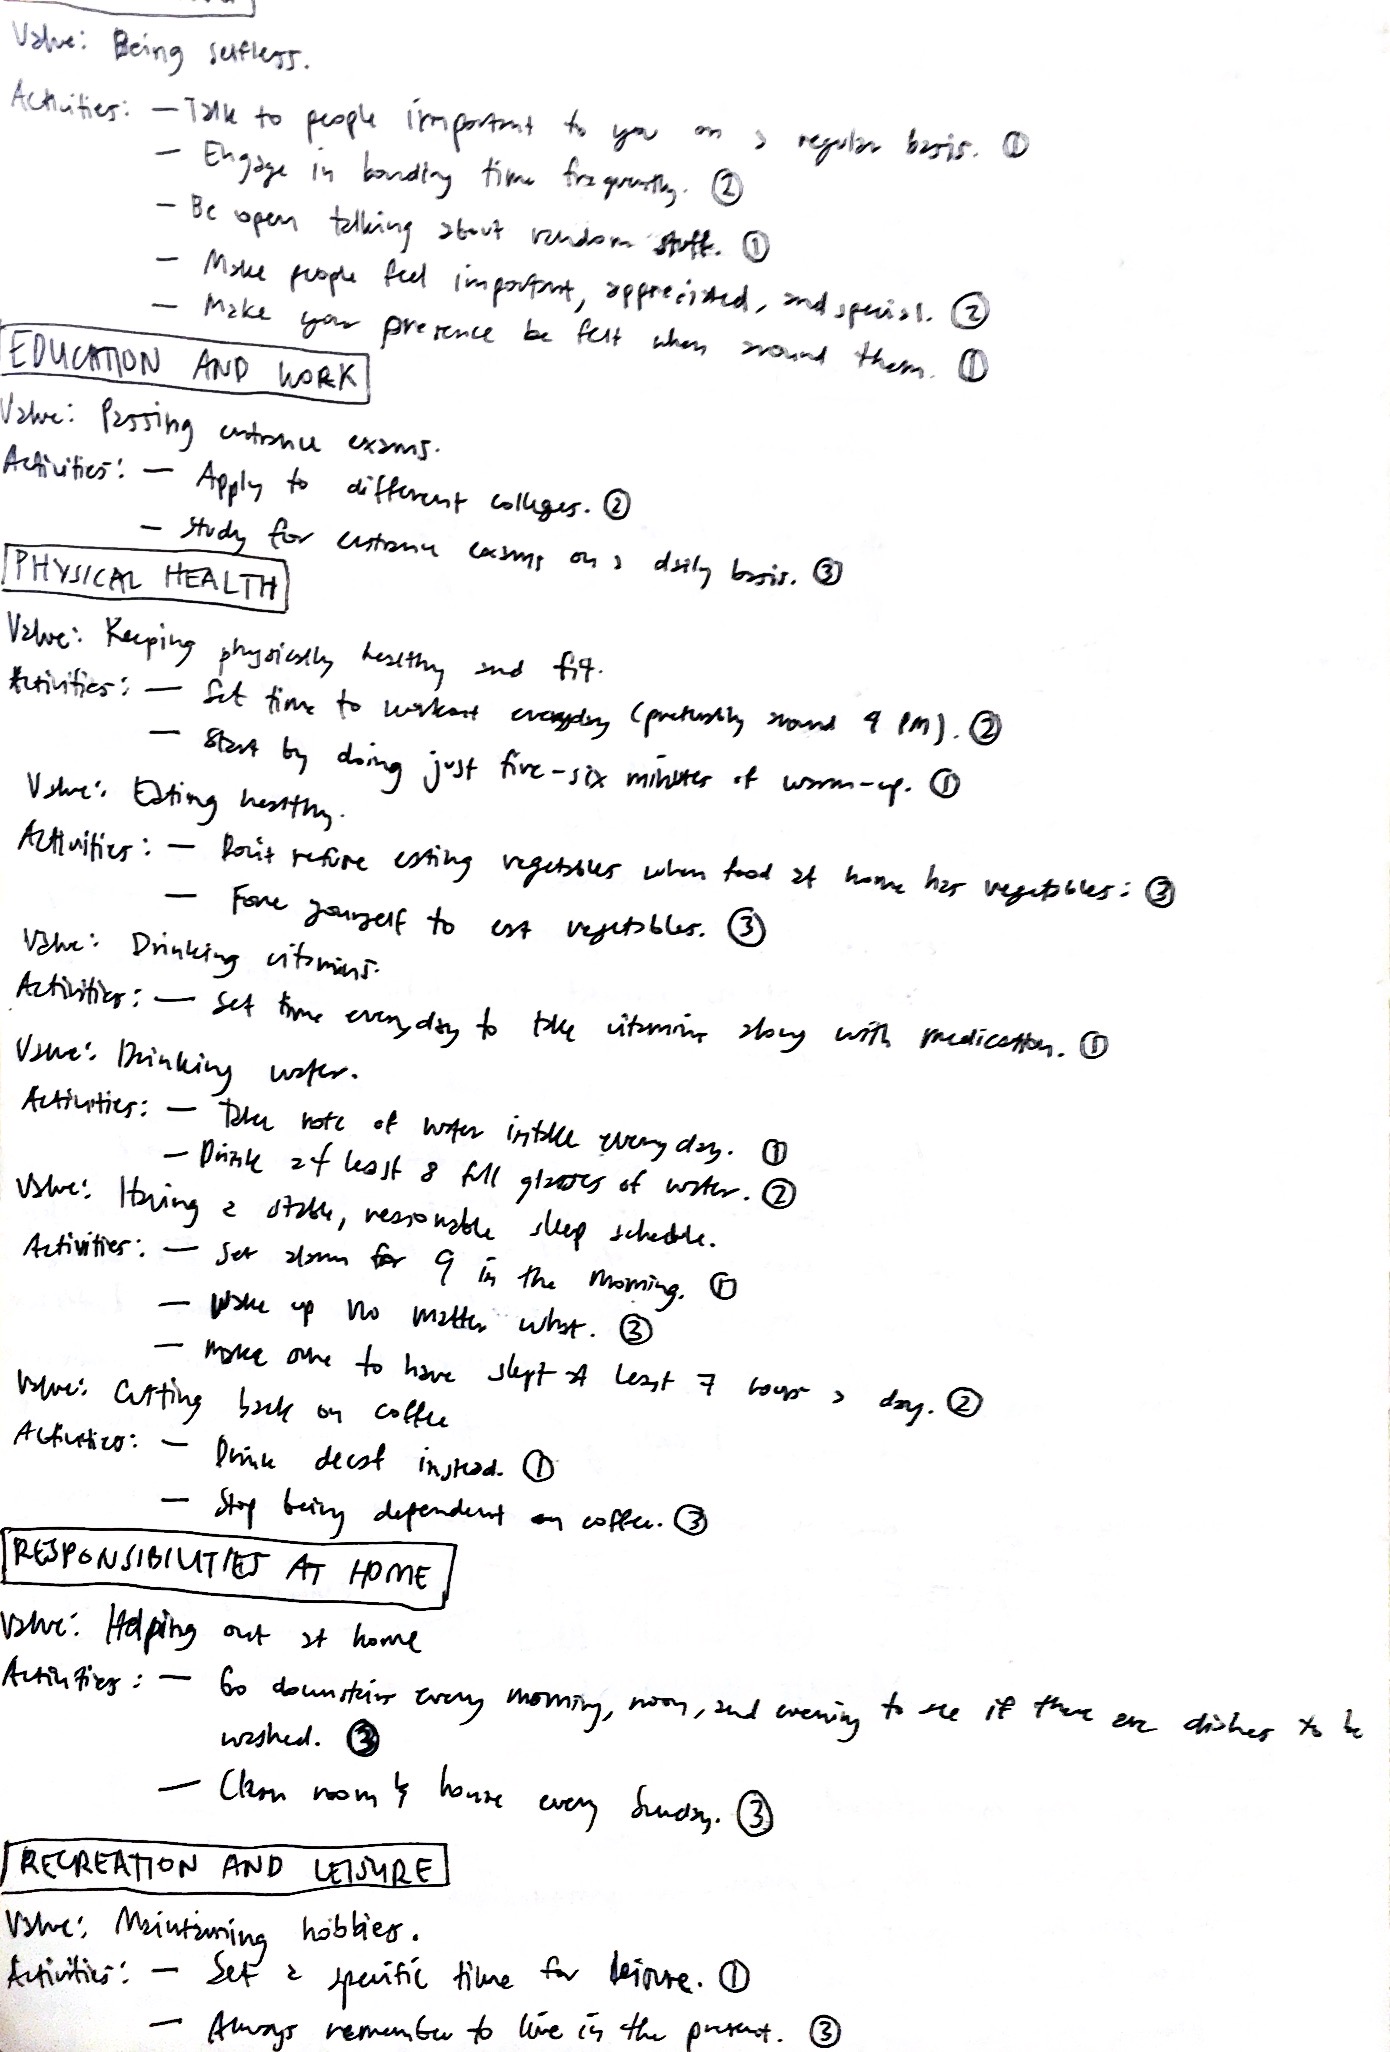 Value: Being selfless.
Activities: — Talk to people important to you on a regular basis. ①
— Engage in bonding time frequently. ②
— Be open talking about random stuff. ①
— Make people feel important, appreciated, and special. ②
— Make your presence be felt when around them. ①
EDUCATION AND WORK
Value: Passing entrance exams.
Activities: — Apply to different colleges. ②
— Study for entrance exams on a daily basis. ③
PHYSICAL HEALTH
Value: Keeping physically healthy and fit.
Activities: — Set time to workout everyday (preferably around 4 PM). ②
— Start by doing just five-six minutes of warm-up. ①
Value: Eating healthy.
Activities: — Don't refuse eating vegetables when food at home has vegetables: ③
— Force yourself to eat vegetables. ③
Value: Drinking vitamins.
Activities: — Set time everyday to take vitamins along with medication. ①
Value: Drinking water.
Activities: — Take note of water intake every day. ①
— Drink at least 8 full glasses of water. ②
Value: Having a stable, reasonable sleep schedule.
Activities: — Set alarm for 9 in the morning. ①
— Wake up no matter what. ③
— Make sure to have slept at least 7 hours a day. ②
Value: Cutting back on coffee
Activities: — Drink decaf instead. ①
— Stop being dependent on coffee. ③
RESPONSIBILITIES AT HOME
Value: Helping out at home
Activities: — Go downstairs every morning, noon, and evening to see if there are dishes to be
washed. ③
— Clean room & house every Sunday. ③
RECREATION AND LEISURE
Value: Maintaining hobbies.
Activities: — Set a specific time for leisure. ①
— Always remember to live in the present. ③